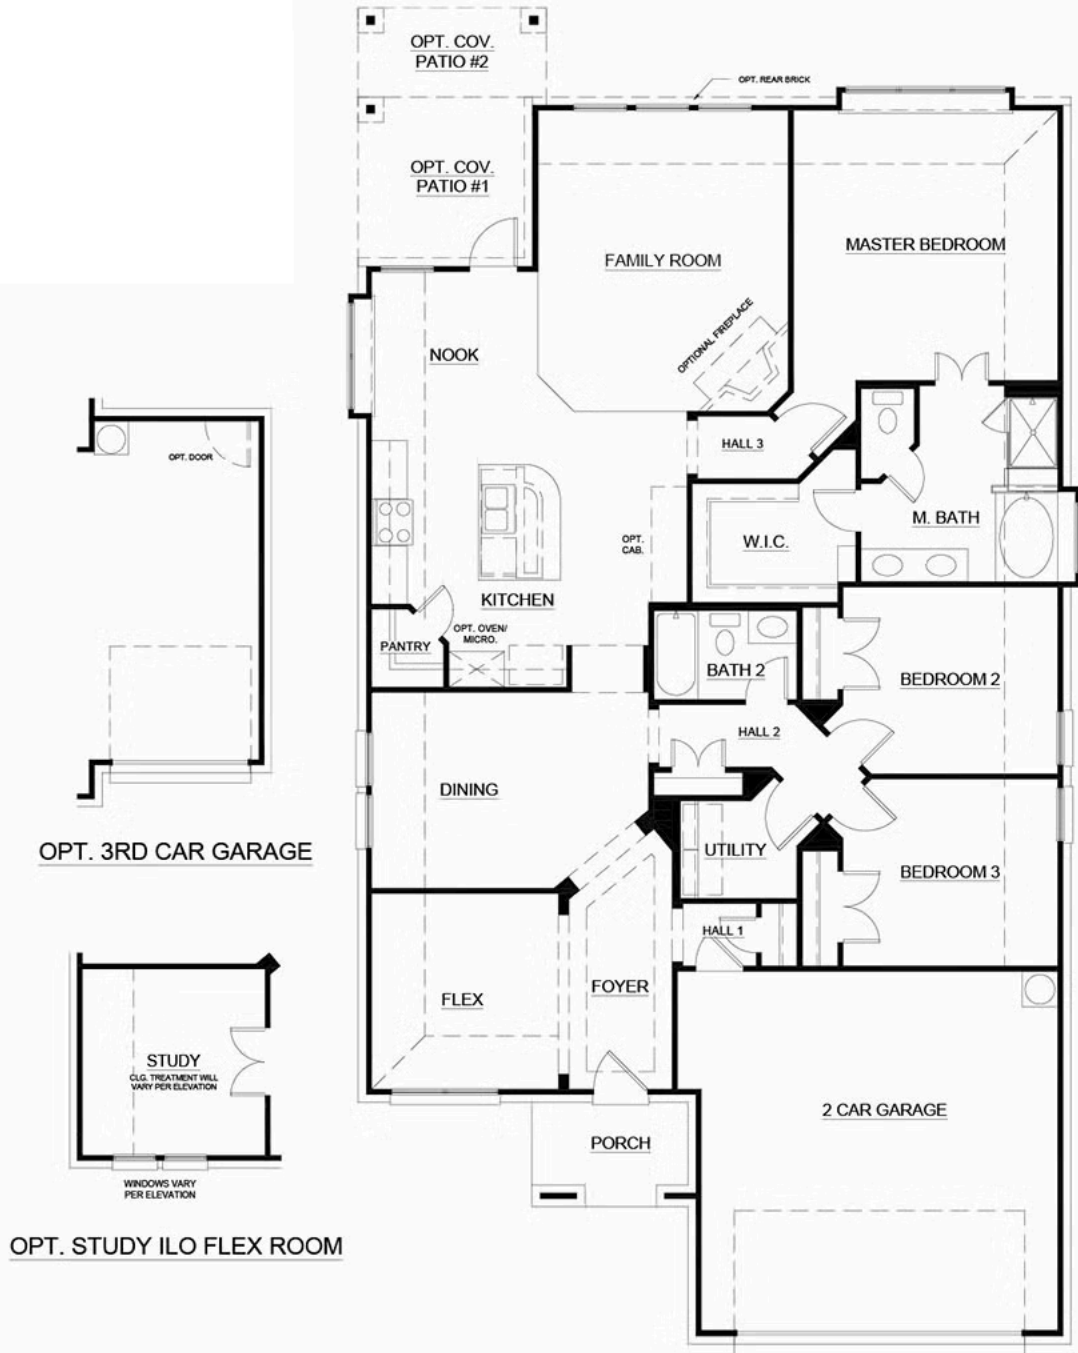 OPT. COV.
PATIO #2
OPT. REAR BRICK
OPT. COV.
PATIO #1
FAMILY ROOM
MASTER BEDROOM
OPTIONAL FIREPLACE
NOOK
HALL 3
OPT. DOOR
M. BATH
W.I.C.
OPT.
CAB.
KITCHEN
OPT. OVEN/
MICRO.
PANTRY
BATH 2
BEDROOM 2
HALL 2
DINING
UTILITY
OPT. 3RD CAR GARAGE
BEDROOM 3
HALL 1
FOYER
FLEX
STUDY
CLG. TREATMENT WILL
VARY PER ELEVATION
2 CAR GARAGE
PORCH
WINDOWS VARY
PER ELEVATION
OPT. STUDY ILO FLEX ROOM